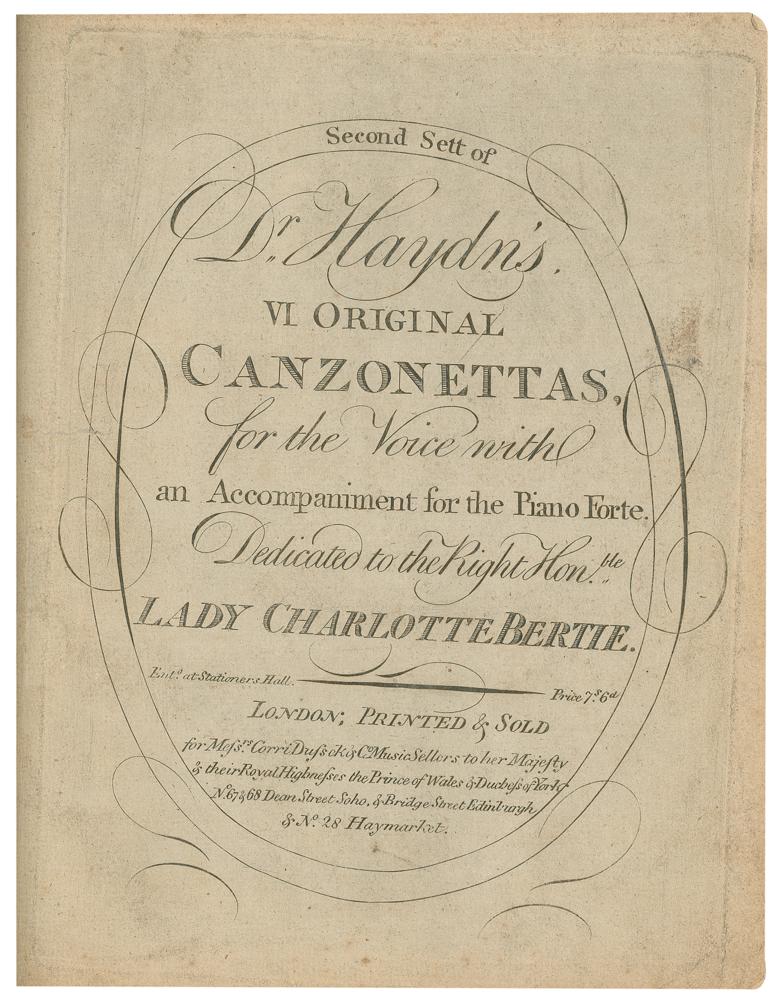 Second Sett of
Dr. Haydn's.
VI ORIGINAL
CANZONETTAS,
for the Voice with
an Accompaniment for the Piano Forte.
Dedicated to the Right Hon.ble
LADY CHARLOTTE BERTIE.
Ent.d at Stationers Hall. Price 7s 6d
LONDON; PRINTED & SOLD
for Meſsrs. Corri Duſsek & Co. Music Sellers to her Majesty
& their Royal Highneſses the Prince of Wales & Ducheſs of York
No. 67 & 68 Dean Street Soho, & Bridge Street Edinburgh
& No. 28 Haymarket.